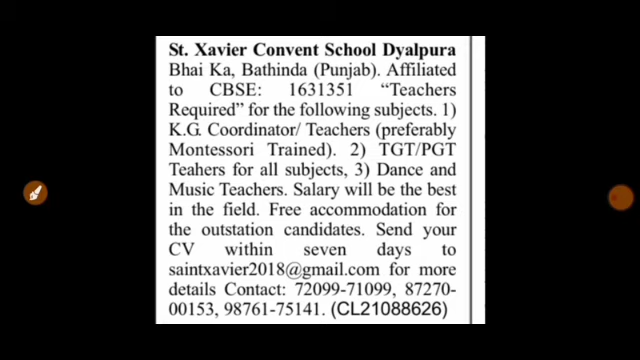 St. Xavier Convent School Dyalpura
Bhai Ka, Bathinda (Punjab). Affiliated
to CBSE: 1631351 “Teachers
Required” for the following subjects. 1)
K.G. Coordinator/ Teachers (preferably
Montessori Trained). 2) TGT/PGT
Teahers for all subjects, 3) Dance and
Music Teachers. Salary will be the best
in the field. Free accommodation for
the outstation candidates. Send your
CV within seven days to
saintxavier2018@gmail.com for more
details Contact: 72099-71099, 87270-
00153, 98761-75141. (CL21088626)